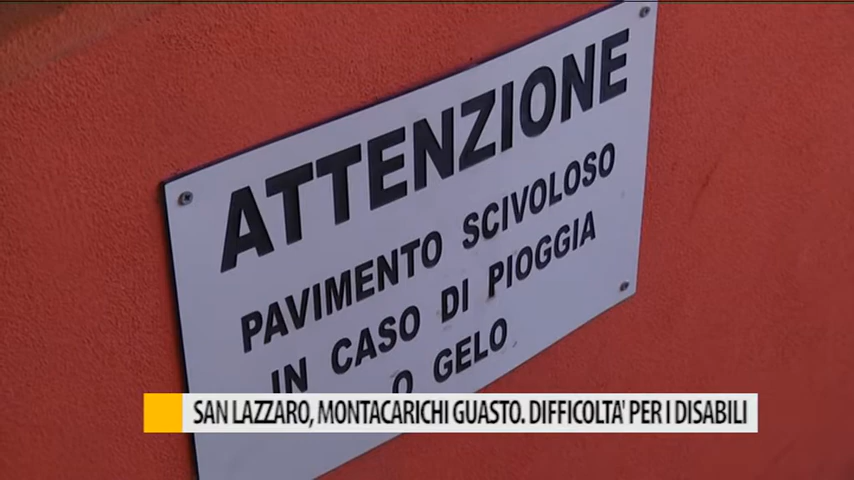 ATTENZIONE
PAVIMENTO SCIVOLOSO
IN CASO DI PIOGGIA
O GELO
SAN LAZZARO, MONTACARICHI GUASTO. DIFFICOLTA' PER I DISABILI